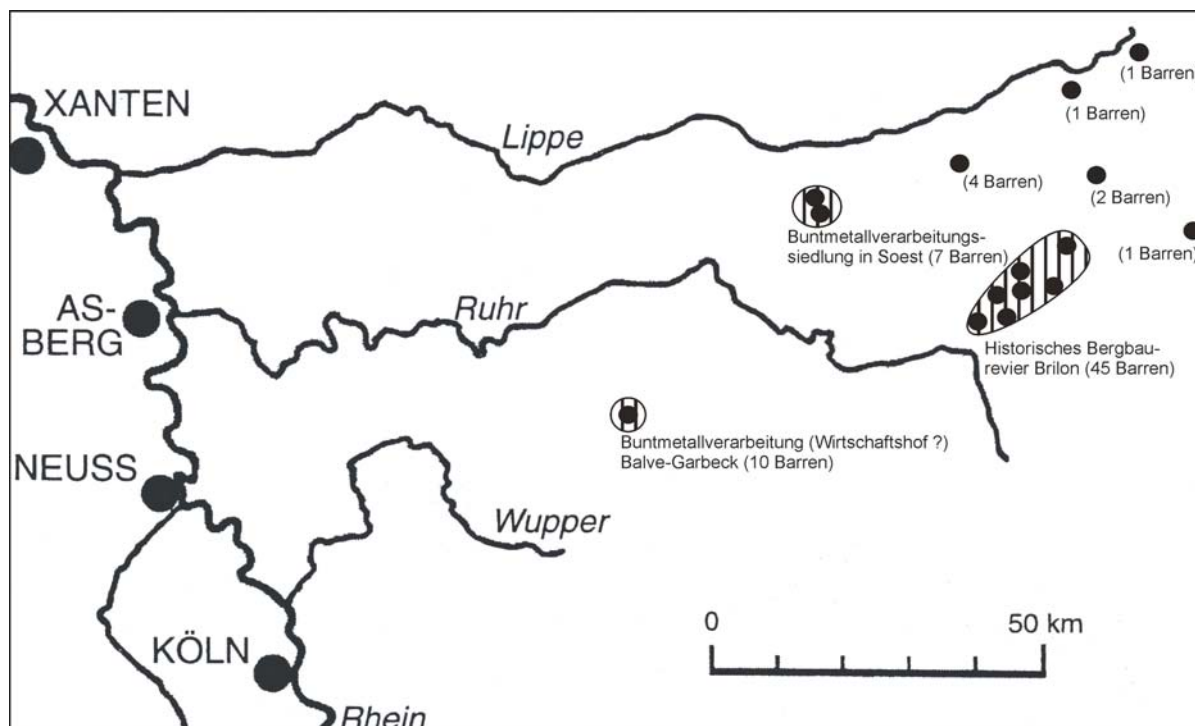 XANTEN
(1 Barren)
(1 Barren)
Lippe
(4 Barren)
(2 Barren)
Buntmetallverarbeitungs-
siedlung in Soest (7 Barren)
(1 Barren)
AS-
BERG
Ruhr
Historisches Bergbau-
revier Brilon (45 Barren)
Buntmetallverarbeitung (Wirtschaftshof ?)
Balve-Garbeck (10 Barren)
NEUSS
Wupper
0 50 km
KÖLN
Rhein